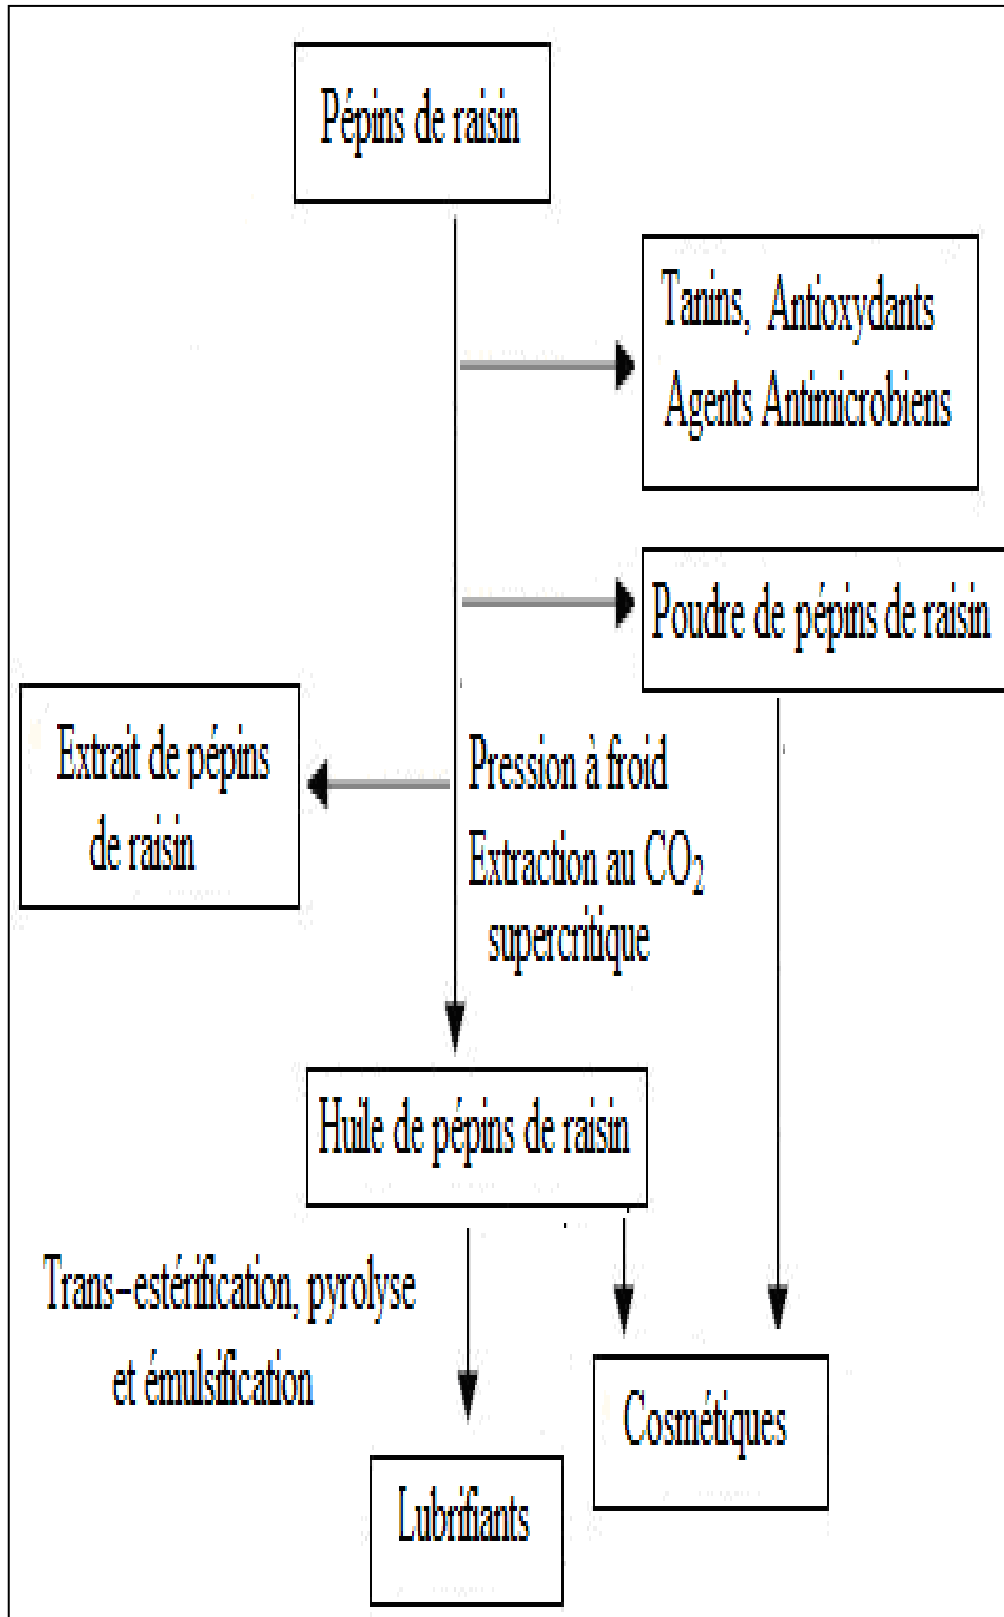 Pépins de raisin
Tanins, Antioxydants
Agents Antimicrobiens
Poudre de pépins de raisin
Extrait de pépins
de raisin
Pression à froid
Extraction au CO₂
supercritique
Huile de pépins de raisin
Trans-estérification, pyrolyse
et émulsification
Cosmétiques
Lubrifiants